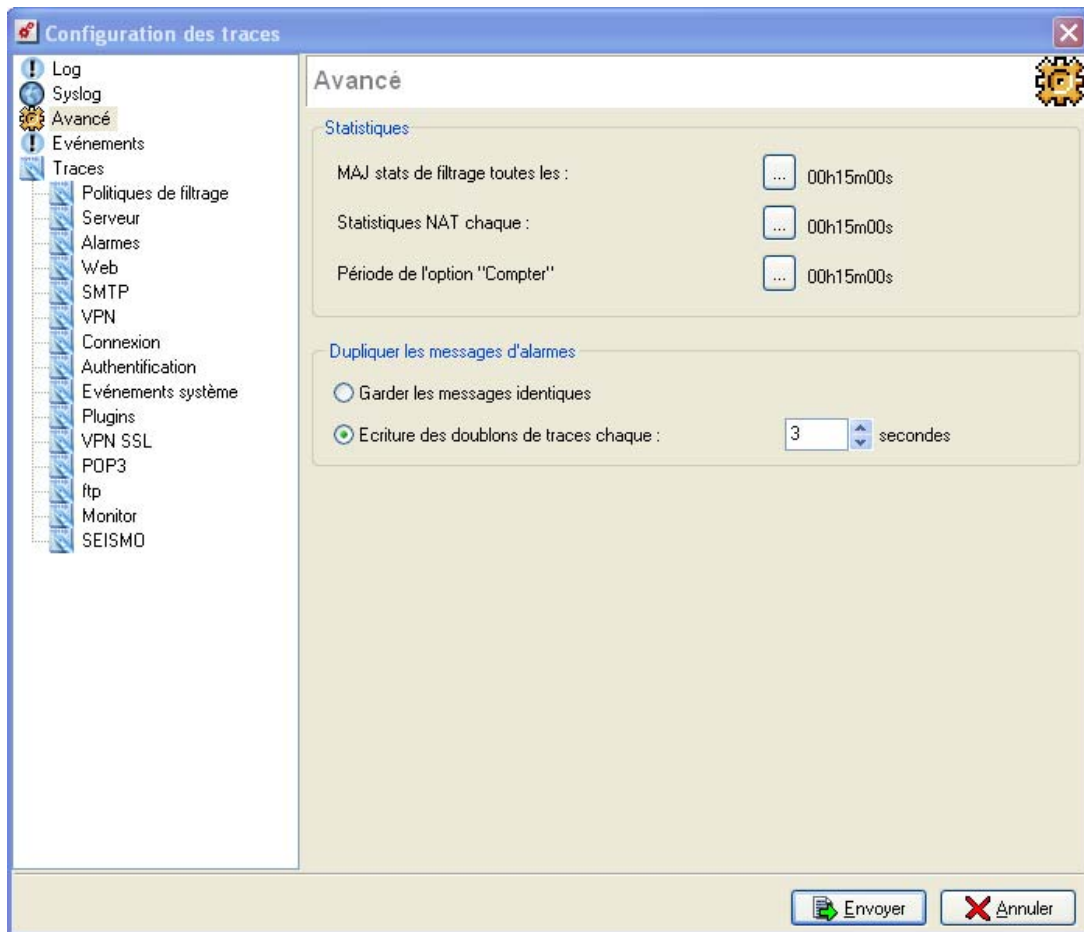 Configuration des traces
Log
Syslog
Avancé
Evénements
Traces
Politiques de filtrage
Serveur
Alarmes
Web
SMTP
VPN
Connexion
Authentification
Evénements système
Plugins
VPN SSL
POP3
ftp
Monitor
SEISMO
Avancé
Statistiques
MAJ stats de filtrage toutes les : ... 00h15m00s
Statistiques NAT chaque : ... 00h15m00s
Période de l'option "Compter" ... 00h15m00s
Dupliquer les messages d'alarmes
Garder les messages identiques
Ecriture des doublons de traces chaque : 3 secondes
Envoyer Annuler